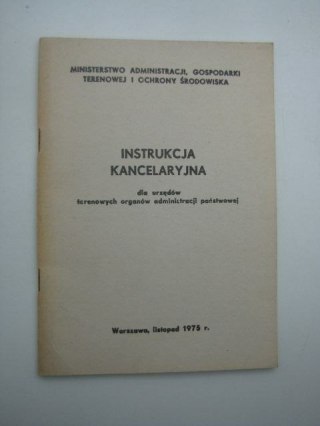 MINISTERSTWO ADMINISTRACJI, GOSPODARKI
TERENOWEJ I OCHRONY ŚRODOWISKA
INSTRUKCJA
KANCELARYJNA
dla urzędów
terenowych organów administracji państwowej
Warszawa, listopad 1975 r.